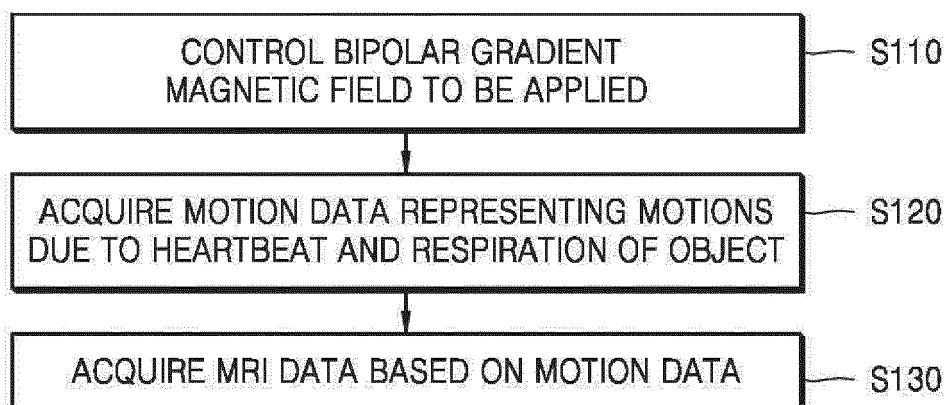 CONTROL BIPOLAR GRADIENT
MAGNETIC FIELD TO BE APPLIED
S110
ACQUIRE MOTION DATA REPRESENTING MOTIONS
DUE TO HEARTBEAT AND RESPIRATION OF OBJECT
S120
ACQUIRE MRI DATA BASED ON MOTION DATA
S130